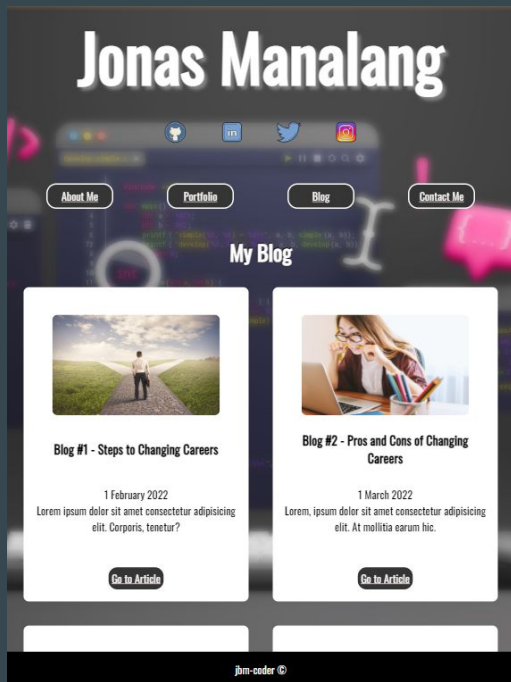 Jonas Manalang
in
About Me
Portfolio
Blog
Contact Me
My Blog
Blog #1 - Steps to Changing Careers
1 February 2022
Lorem ipsum dolor sit amet consectetur adipisicing
elit. Corporis, tenetur?
Go to Article
Blog #2 - Pros and Cons of Changing
Careers
1 March 2022
Lorem, ipsum dolor sit amet consectetur adipisicing
elit. At mollitia earum hic.
Go to Article
jbm-coder ©